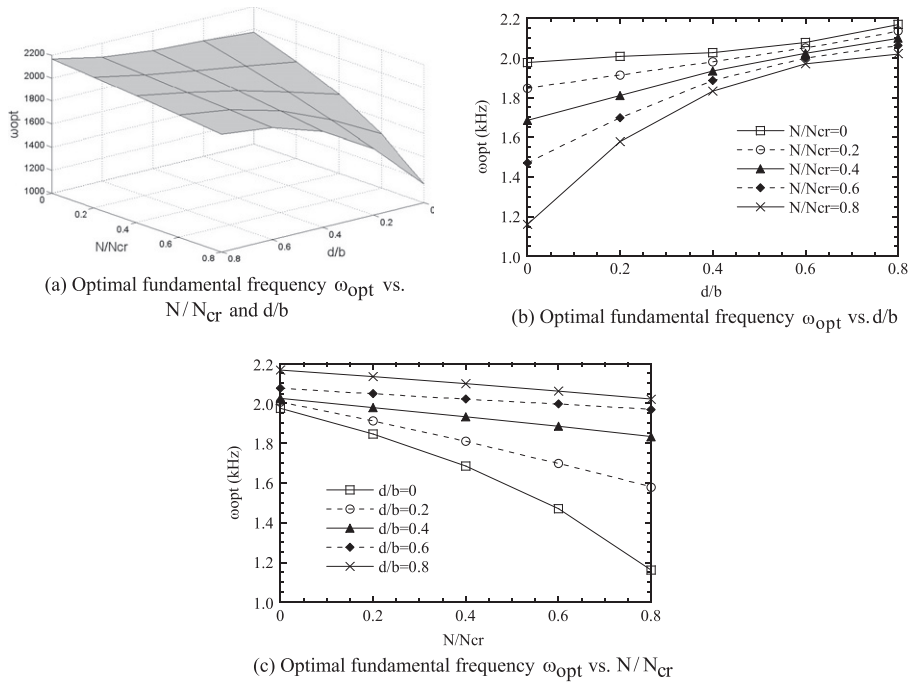 2200
2000
1800
1600
1400
1200
1000
ωopt
0
0.2
0.4
0.6
0.8
N/Ncr
0.8
0.6
0.4
0.2
0
d/b
(a) Optimal fundamental frequency ωopt vs.
N/Ncr and d/b
2.2
2.0
1.8
1.6
1.4
1.2
1.0
ωopt (kHz)
N/Ncr=0
N/Ncr=0.2
N/Ncr=0.4
N/Ncr=0.6
N/Ncr=0.8
0 0.2 0.4 0.6 0.8
d/b
(b) Optimal fundamental frequency ωopt vs. d/b
2.2
2.0
1.8
1.6
1.4
1.2
1.0
ωopt (kHz)
d/b=0
d/b=0.2
d/b=0.4
d/b=0.6
d/b=0.8
0 0.2 0.4 0.6 0.8
N/Ncr
(c) Optimal fundamental frequency ωopt vs. N/Ncr